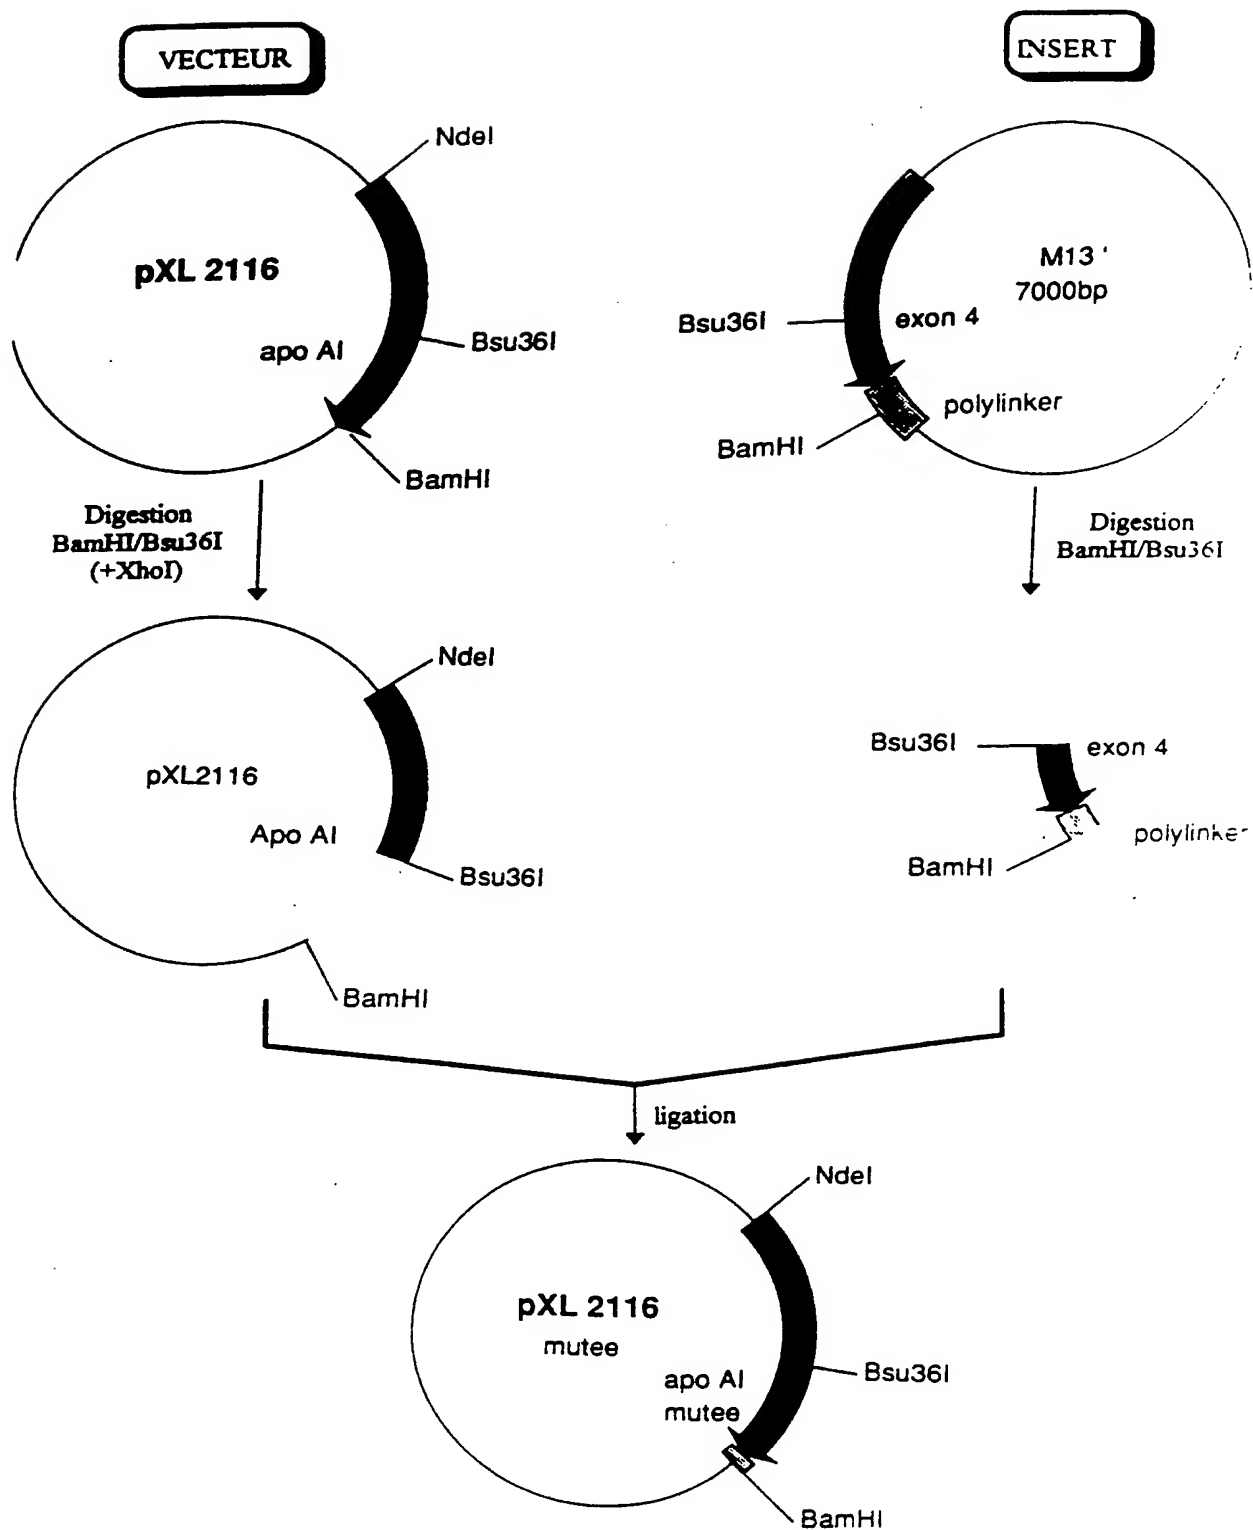 VECTEUR
INSERT
NdeI
pXL 2116
Bsu36I
apo AI
BamHI
M13 '
7000bp
Bsu36I
exon 4
polylinker
BamHI
Digestion
BamHI/Bsu36I
(+XhoI)
Digestion
BamHI/Bsu36I
NdeI
pXL2116
Apo AI
Bsu36I
BamHI
Bsu36I
exon 4
polylinker
BamHI
ligation
NdeI
pXL 2116
mutee
Bsu36I
apo AI
mutee
BamHI